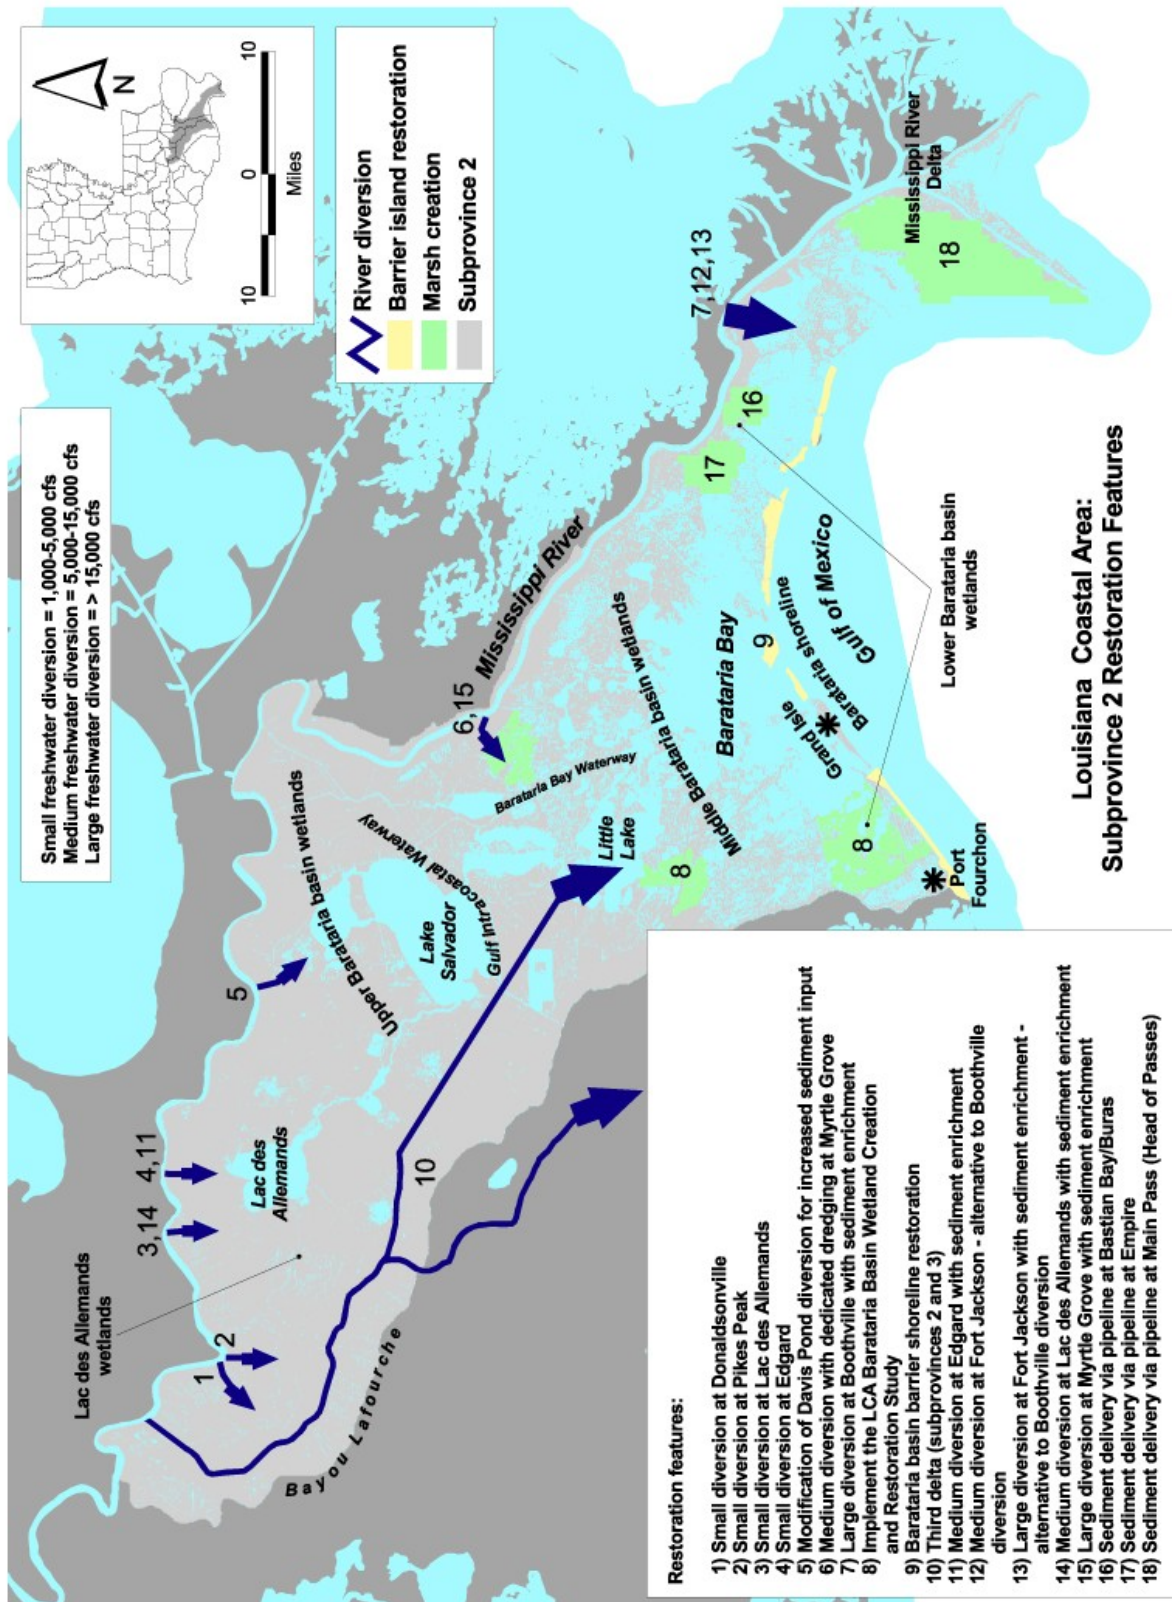 Small freshwater diversion = 1,000-5,000 cfs
Medium freshwater diversion = 5,000-15,000 cfs
Large freshwater diversion = > 15,000 cfs
N
10 0 10
Miles
River diversion
Barrier island restoration
Marsh creation
Subprovince 2
Lac des Allemands
wetlands
1
2
3,14
4,11
5
6,15
7,12,13
Mississippi River
Lac des
Allemands
Upper Barataria basin wetlands
Lake
Salvador
Gulf Intracoastal Waterway
Barataria Bay Waterway
10
Bayou Lafourche
Little
Lake
8
Middle Barataria basin wetlands
Barataria Bay
17
16
18
Mississippi River
Delta
9
Grand Isle
Barataria shoreline
Gulf of Mexico
8
Port
Fourchon
Lower Barataria basin
wetlands
Louisiana Coastal Area:
Subprovince 2 Restoration Features
Restoration features:
1) Small diversion at Donaldsonville
2) Small diversion at Pikes Peak
3) Small diversion at Lac des Allemands
4) Small diversion at Edgard
5) Modification of Davis Pond diversion for increased sediment input
6) Medium diversion with dedicated dredging at Myrtle Grove
7) Large diversion at Boothville with sediment enrichment
8) Implement the LCA Barataria Basin Wetland Creation
and Restoration Study
9) Barataria basin barrier shoreline restoration
10) Third delta (subprovinces 2 and 3)
11) Medium diversion at Edgard with sediment enrichment
12) Medium diversion at Fort Jackson - alternative to Boothville
diversion
13) Large diversion at Fort Jackson with sediment enrichment -
alternative to Boothville diversion
14) Medium diversion at Lac des Allemands with sediment enrichment
15) Large diversion at Myrtle Grove with sediment enrichment
16) Sediment delivery via pipeline at Bastian Bay/Buras
17) Sediment delivery via pipeline at Empire
18) Sediment delivery via pipeline at Main Pass (Head of Passes)